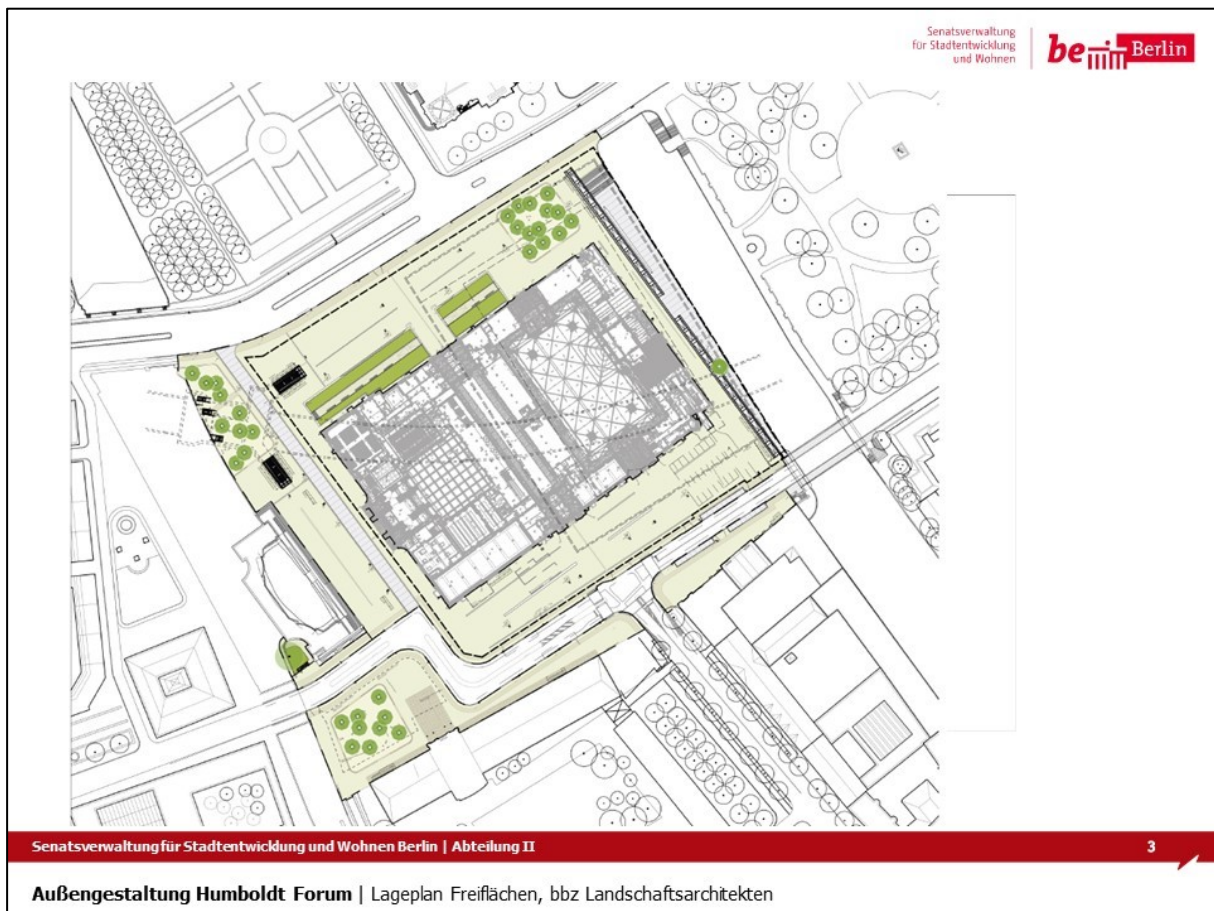 Senatsverwaltung
für Stadtentwicklung
und Wohnen
be Berlin
Senatsverwaltung für Stadtentwicklung und Wohnen Berlin | Abteilung II
3
Außengestaltung Humboldt Forum | Lageplan Freiflächen, bbz Landschaftsarchitekten